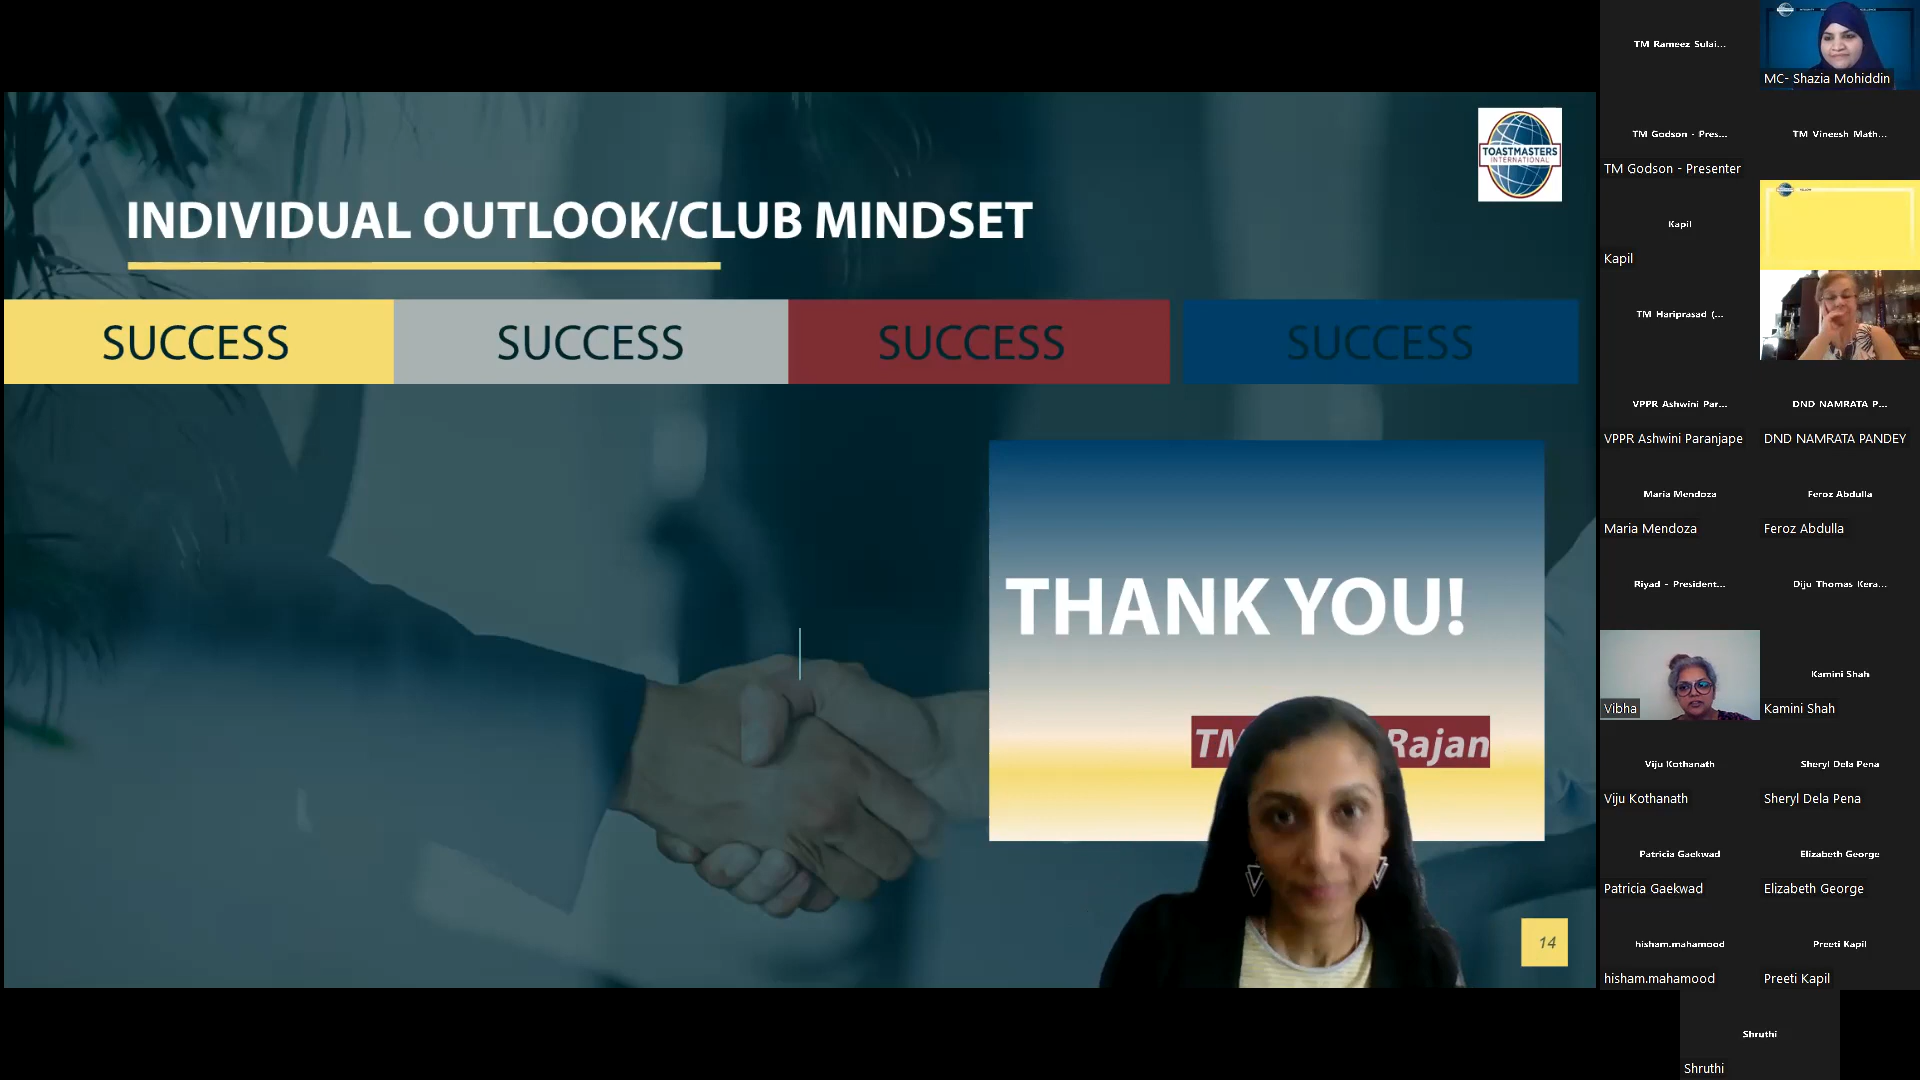 INDIVIDUAL OUTLOOK/CLUB MINDSET
TOASTMASTERS
INTERNATIONAL
SUCCESS SUCCESS SUCCESS SUCCESS
THANK YOU!
Rajan
14
TM Rameez Sulai...
MC- Shazia Mohiddin
TM Godson - Pres...
TM Vineesh Math...
TM Godson - Presenter
Kapil
Kapil
TM Hariprasad (...
VPPR Ashwini Par...
DND NAMRATA P...
VPPR Ashwini Paranjape
DND NAMRATA PANDEY
Maria Mendoza
Feroz Abdulla
Maria Mendoza
Feroz Abdulla
Riyad - President...
Diju Thomas Kera...
Vibha
Kamini Shah
Kamini Shah
Viju Kothanath
Sheryl Dela Pena
Viju Kothanath
Sheryl Dela Pena
Patricia Gaekwad
Elizabeth George
Patricia Gaekwad
Elizabeth George
hisham.mahamood
Preeti Kapil
hisham.mahamood
Preeti Kapil
Shruthi
Shruthi